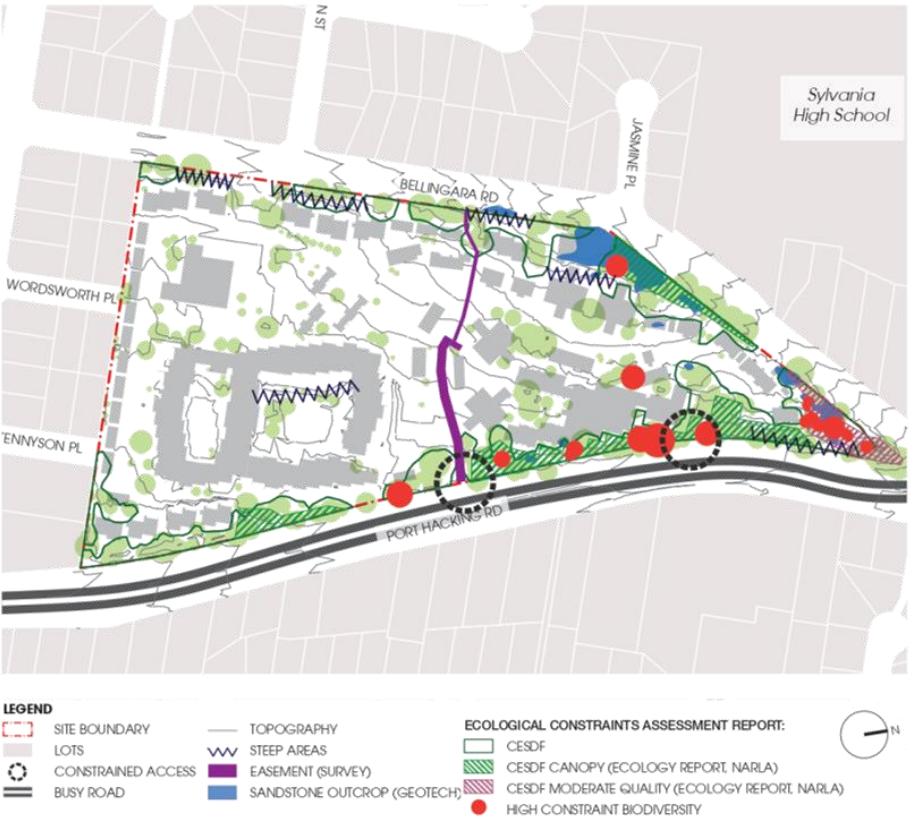 N ST
Sylvania
High School
JASMINE PL
BELLINGARA RD
WORDSWORTH PL
ENNYSON PL
PORT HACKING RD
LEGEND
SITE BOUNDARY
LOTS
CONSTRAINED ACCESS
BUSY ROAD
TOPOGRAPHY
STEEP AREAS
EASEMENT (SURVEY)
SANDSTONE OUTCROP (GEOTECH)
ECOLOGICAL CONSTRAINTS ASSESSMENT REPORT:
CESDF
CESDF CANOPY (ECOLOGY REPORT, NARLA)
CESDF MODERATE QUALITY (ECOLOGY REPORT, NARLA)
HIGH CONSTRAINT BIODIVERSITY
N